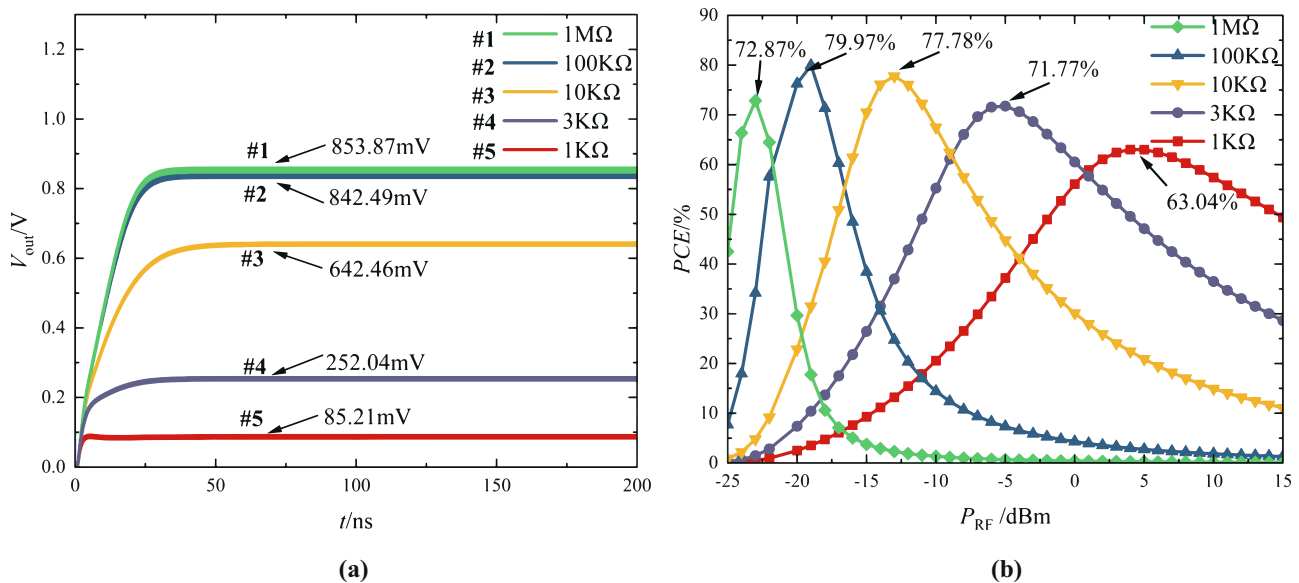 #1 1MΩ
#2 100KΩ
#3 10KΩ
#4 3KΩ
#5 1KΩ
#1 853.87mV
#2 842.49mV
#3 642.46mV
#4 252.04mV
#5 85.21mV
Vout/V
1.2
1.0
0.8
0.6
0.4
0.2
0.0
0 50 100 150 200
t/ns
(a)
1MΩ
100KΩ
10KΩ
3KΩ
1KΩ
72.87%
79.97%
77.78%
71.77%
63.04%
PCE/%
90
80
70
60
50
40
30
20
10
0
-25 -20 -15 -10 -5 0 5 10 15
PRF /dBm
(b)